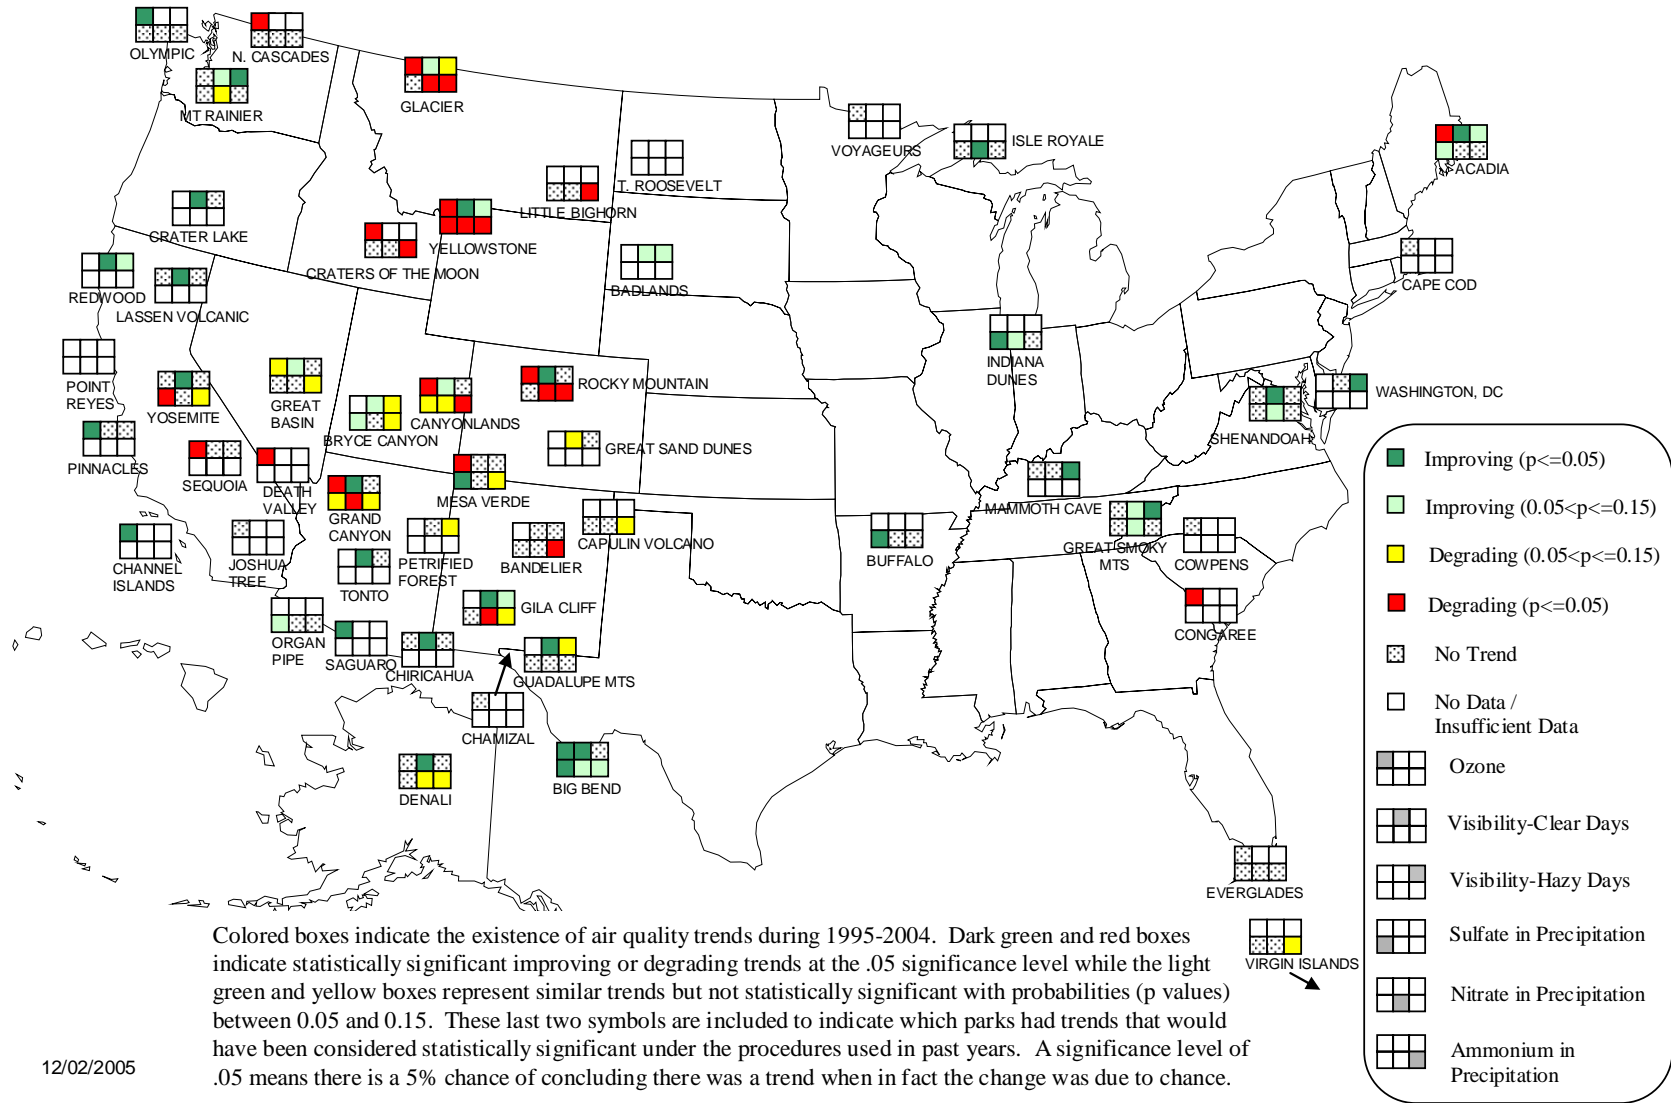 OLYMPIC
N. CASCADES
MT RAINIER
GLACIER
VOYAGEURS
ISLE ROYALE
ACADIA
T. ROOSEVELT
LITTLE BIGHORN
CRATER LAKE
YELLOWSTONE
CRATERS OF THE MOON
REDWOOD
LASSEN VOLCANIC
BADLANDS
CAPE COD
POINT
REYES
YOSEMITE
GREAT
BASIN
BRYCE CANYON
CANYONLANDS
ROCKY MOUNTAIN
INDIANA
DUNES
WASHINGTON, DC
SHENANDOAH
PINNACLES
SEQUOIA
DEATH
VALLEY
GREAT SAND DUNES
MESA VERDE
MAMMOTH CAVE
GRAND
CANYON
CHANNEL
ISLANDS
JOSHUA
TREE
TONTO
PETRIFIED
FOREST
BANDELIER
CAPULIN VOLCANO
BUFFALO
GREAT SMOKY
MTS
COWPENS
GILA CLIFF
CONGAREE
ORGAN
PIPE
SAGUARO
CHIRICAHUA
GUADALUPE MTS
CHAMIZAL
DENALI
BIG BEND
EVERGLADES
VIRGIN ISLANDS
Improving (p<=0.05)
Improving (0.05<p<=0.15)
Degrading (0.05<p<=0.15)
Degrading (p<=0.05)
No Trend
No Data /
Insufficient Data
Ozone
Visibility-Clear Days
Visibility-Hazy Days
Sulfate in Precipitation
Nitrate in Precipitation
Ammonium in
Precipitation
Colored boxes indicate the existence of air quality trends during 1995-2004.  Dark green and red boxes
indicate statistically significant improving or degrading trends at the .05 significance level while the light
green and yellow boxes represent similar trends but not statistically significant with probabilities (p values)
between 0.05 and 0.15.  These last two symbols are included to indicate which parks had trends that would
have been considered statistically significant under the procedures used in past years.  A significance level of
.05 means there is a 5% chance of concluding there was a trend when in fact the change was due to chance.
12/02/2005